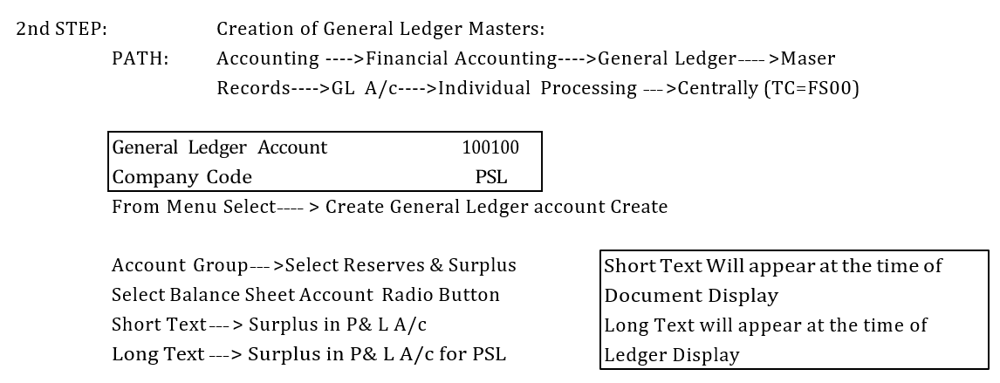 2nd STEP: Creation of General Ledger Masters:
PATH: Accounting ---->Financial Accounting---->General Ledger---- >Maser
Records---->GL A/c---->Individual Processing --->Centrally (TC=FS00)
General Ledger Account 100100
Company Code PSL
From Menu Select---- > Create General Ledger account Create
Account Group--- >Select Reserves & Surplus
Select Balance Sheet Account Radio Button
Short Text--- > Surplus in P& L A/c
Long Text ---> Surplus in P& L A/c for PSL
Short Text Will appear at the time of
Document Display
Long Text will appear at the time of
Ledger Display